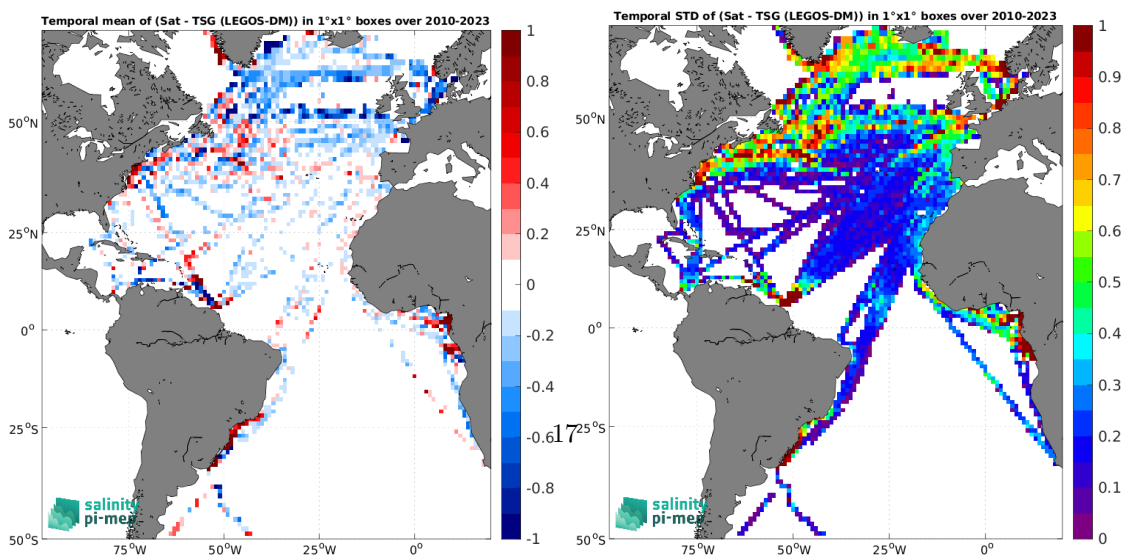 Temporal mean of (Sat - TSG (LEGOS-DM)) in 1°x1° boxes over 2010-2023
50°N
25°N
0°
25°S
50°S
75°W
50°W
25°W
0°
salinity
pi-mep
1
0.8
0.6
0.4
0.2
0
-0.2
-0.4
-0.6
-0.8
-1
17
Temporal STD of (Sat - TSG (LEGOS-DM)) in 1°x1° boxes over 2010-2023
50°N
25°N
0°
25°S
50°S
75°W
50°W
25°W
0°
salinity
pi-mep
1
0.9
0.8
0.7
0.6
0.5
0.4
0.3
0.2
0.1
0